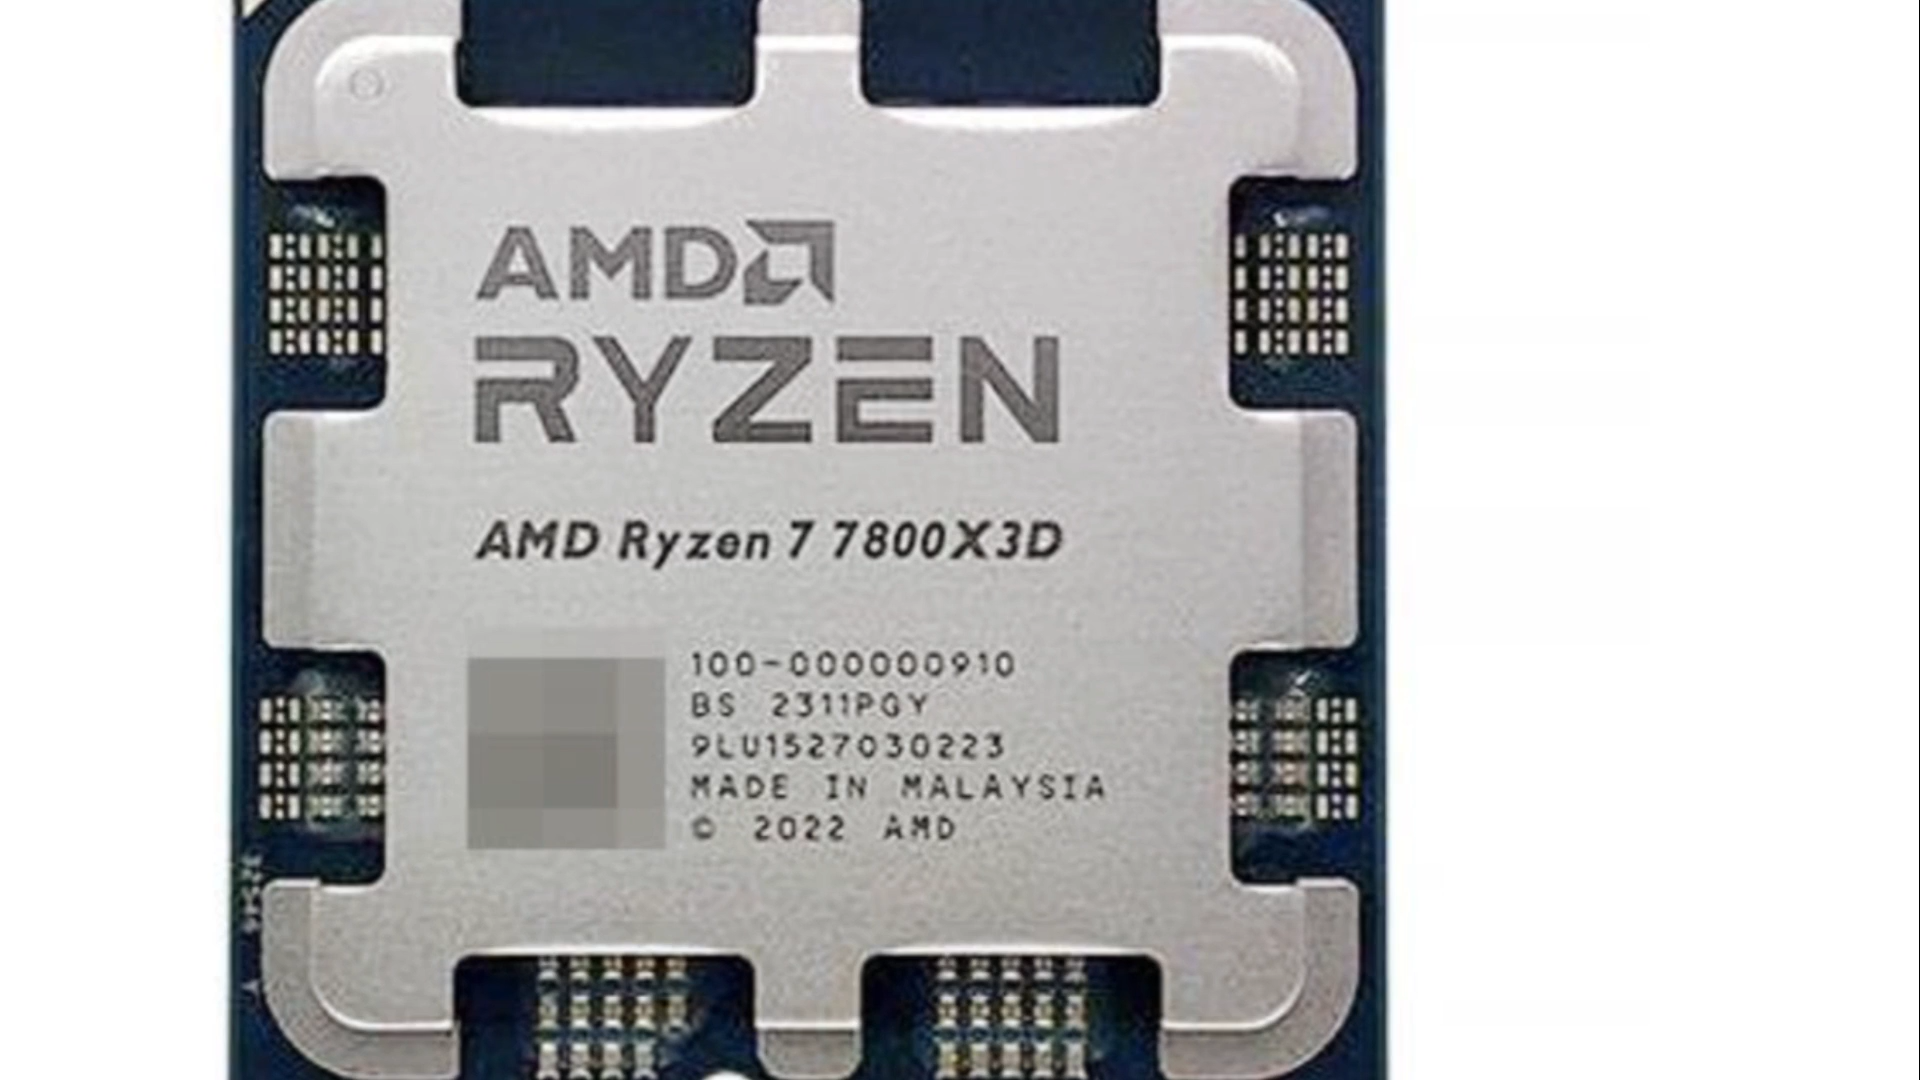 AMD
RYZEN
AMD Ryzen 7 7800X3D
100-000000910
BS 2311PGY
9LU1527030223
MADE IN MALAYSIA
© 2022 AMD